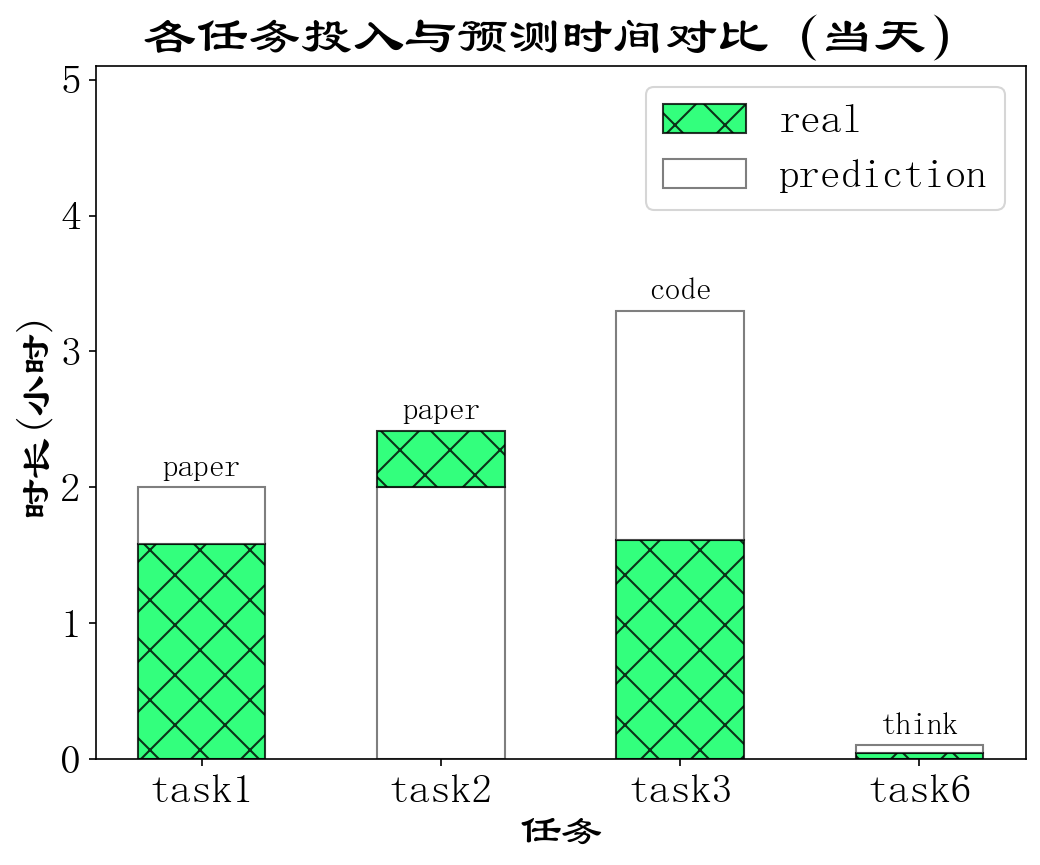 各任务投入与预测时间对比 (当天)
real
prediction
时长(小时)
5
4
3
2
1
0
paper
paper
code
think
task1
task2
task3
task6
任务